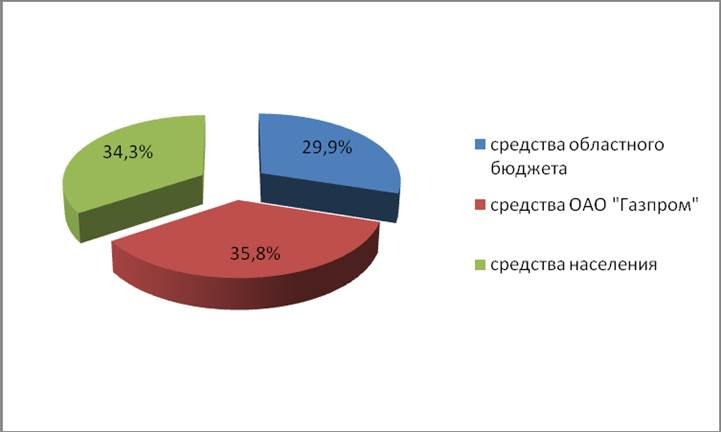 34,3%
29,9%
35,8%
средства областного
бюджета
средства ОАО "Газпром"
средства населения